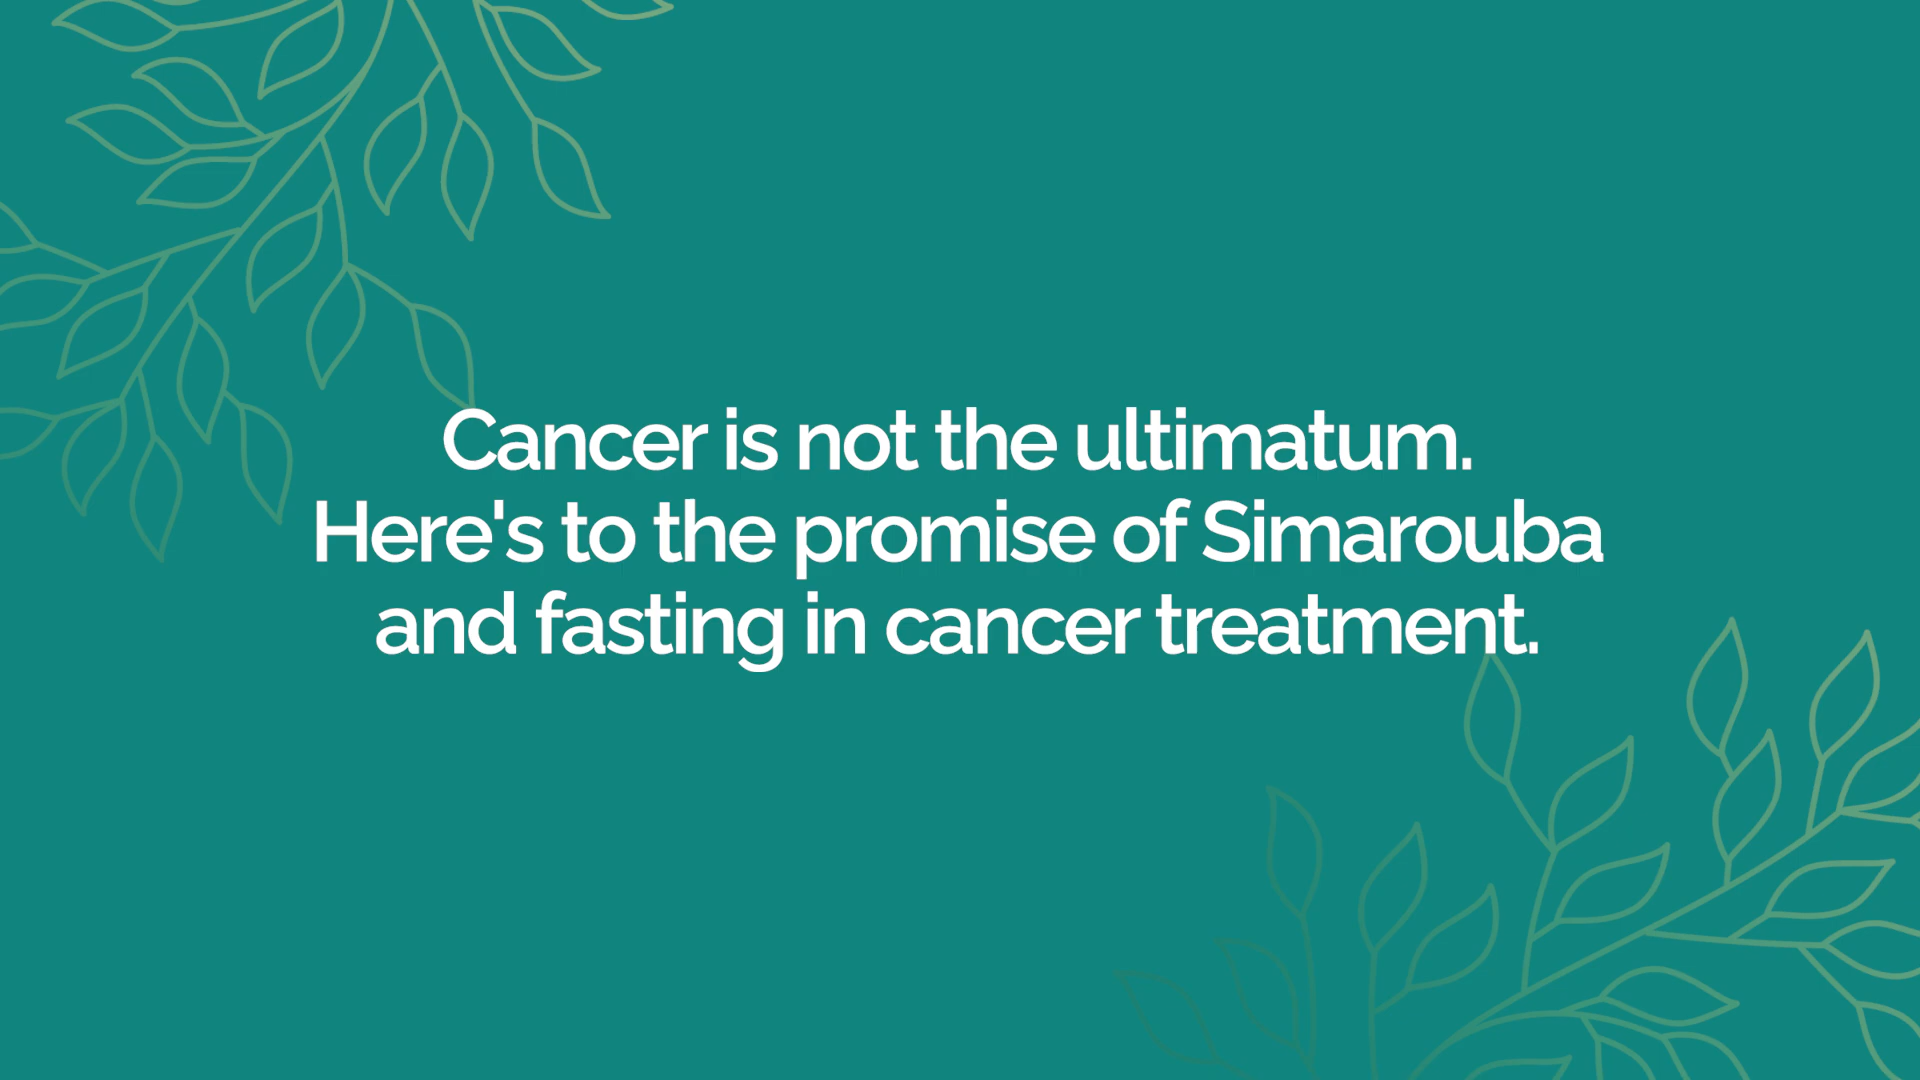 Cancer is not the ultimatum.
Here's to the promise of Simarouba
and fasting in cancer treatment.